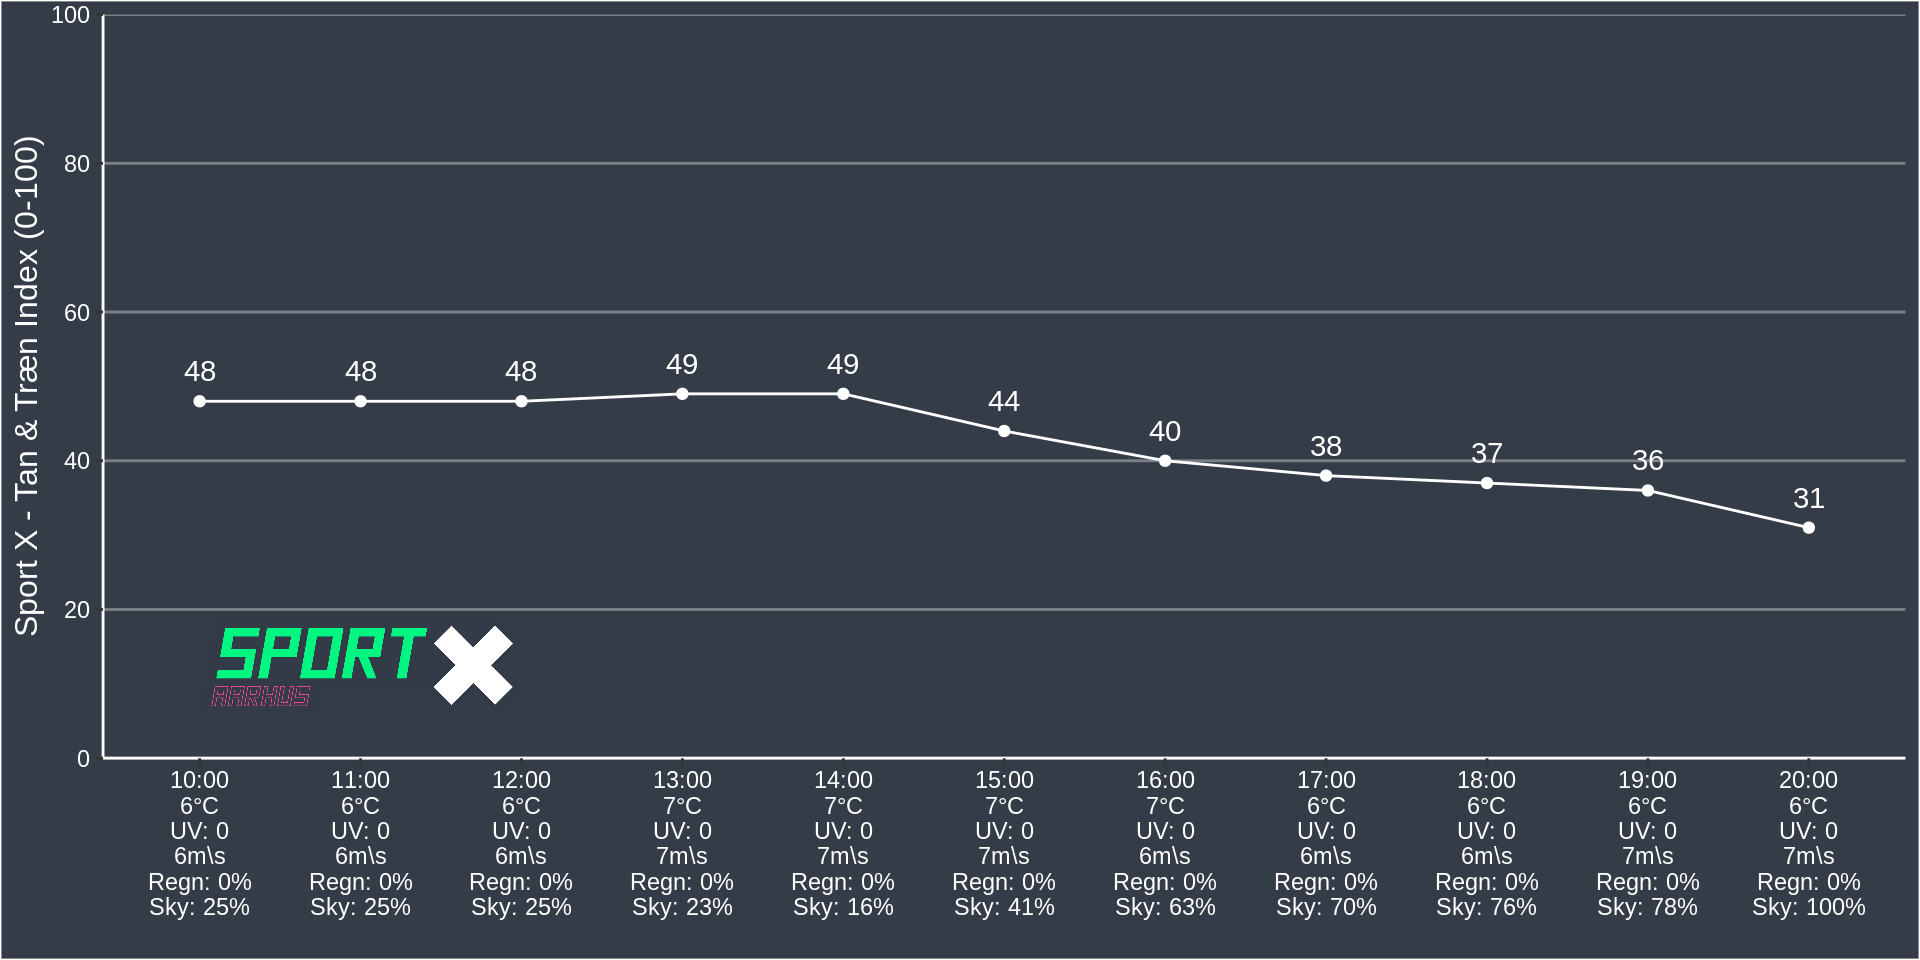 Sport X - Tan & Træn Index (0-100)
100
80
60
40
20
0
48
48
48
49
49
44
40
38
37
36
31
SPORT X
AARHUS
10:00 11:00 12:00 13:00 14:00 15:00 16:00 17:00 18:00 19:00 20:00
6°C 6°C 6°C 7°C 7°C 7°C 7°C 6°C 6°C 6°C 6°C
UV: 0 UV: 0 UV: 0 UV: 0 UV: 0 UV: 0 UV: 0 UV: 0 UV: 0 UV: 0 UV: 0
6m\s 6m\s 6m\s 7m\s 7m\s 7m\s 6m\s 6m\s 6m\s 7m\s 7m\s
Regn: 0% Regn: 0% Regn: 0% Regn: 0% Regn: 0% Regn: 0% Regn: 0% Regn: 0% Regn: 0% Regn: 0% Regn: 0%
Sky: 25% Sky: 25% Sky: 25% Sky: 23% Sky: 16% Sky: 41% Sky: 63% Sky: 70% Sky: 76% Sky: 78% Sky: 100%